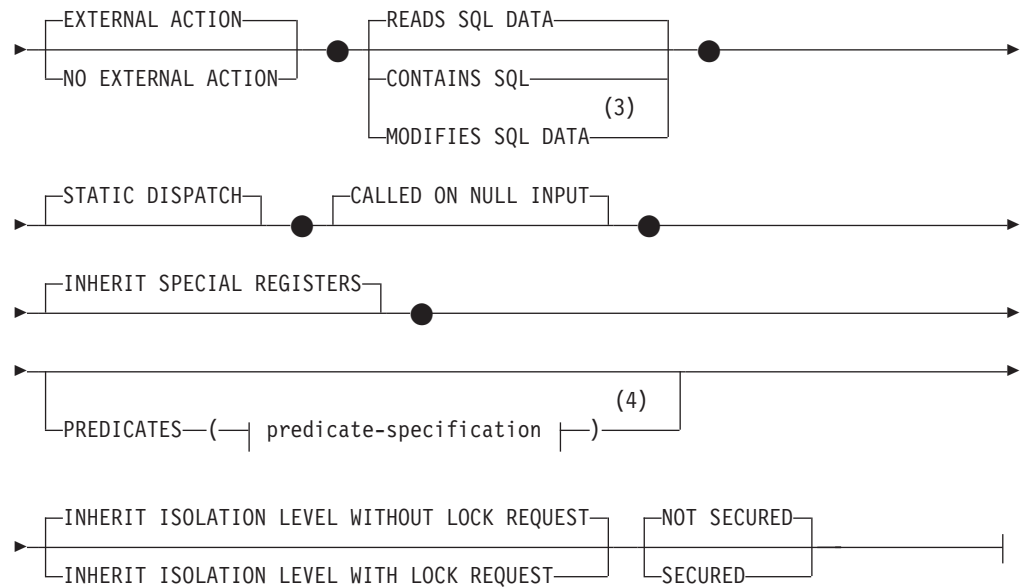 EXTERNAL ACTION READS SQL DATA
NO EXTERNAL ACTION CONTAINS SQL
(3)
MODIFIES SQL DATA
STATIC DISPATCH CALLED ON NULL INPUT
INHERIT SPECIAL REGISTERS
(4)
PREDICATES ( predicate-specification )
INHERIT ISOLATION LEVEL WITHOUT LOCK REQUEST NOT SECURED
INHERIT ISOLATION LEVEL WITH LOCK REQUEST SECURED